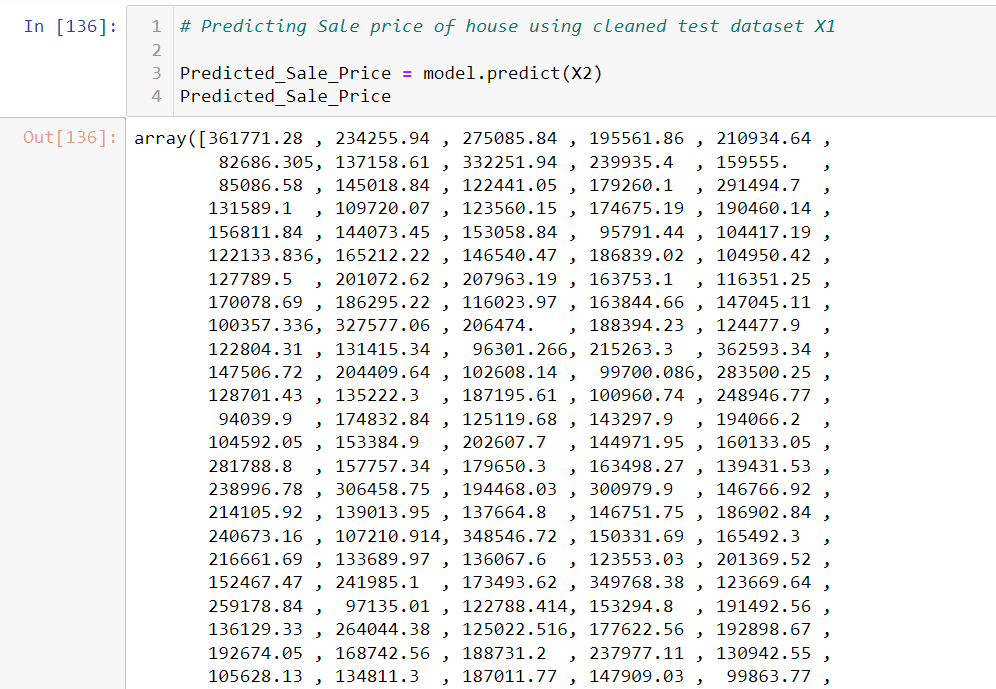 In [136]: 1 # Predicting Sale price of house using cleaned test dataset X1
2
3 Predicted_Sale_Price = model.predict(X2)
4 Predicted_Sale_Price
Out[136]: array([361771.28 , 234255.94 , 275085.84 , 195561.86 , 210934.64 ,
82686.305, 137158.61 , 332251.94 , 239935.4 , 159555. ,
85086.58 , 145018.84 , 122441.05 , 179260.1 , 291494.7 ,
131589.1 , 109720.07 , 123560.15 , 174675.19 , 190460.14 ,
156811.84 , 144073.45 , 153058.84 , 95791.44 , 104417.19 ,
122133.836, 165212.22 , 146540.47 , 186839.02 , 104950.42 ,
127789.5 , 201072.62 , 207963.19 , 163753.1 , 116351.25 ,
170078.69 , 186295.22 , 116023.97 , 163844.66 , 147045.11 ,
100357.336, 327577.06 , 206474. , 188394.23 , 124477.9 ,
122804.31 , 131415.34 , 96301.266, 215263.3 , 362593.34 ,
147506.72 , 204409.64 , 102608.14 , 99700.086, 283500.25 ,
128701.43 , 135222.3 , 187195.61 , 100960.74 , 248946.77 ,
94039.9 , 174832.84 , 125119.68 , 143297.9 , 194066.2 ,
104592.05 , 153384.9 , 202607.7 , 144971.95 , 160133.05 ,
281788.8 , 157757.34 , 179650.3 , 163498.27 , 139431.53 ,
238996.78 , 306458.75 , 194468.03 , 300979.9 , 146766.92 ,
214105.92 , 139013.95 , 137664.8 , 146751.75 , 186902.84 ,
240673.16 , 107210.914, 348546.72 , 150331.69 , 165492.3 ,
216661.69 , 133689.97 , 136067.6 , 123553.03 , 201369.52 ,
152467.47 , 241985.1 , 173493.62 , 349768.38 , 123669.64 ,
259178.84 , 97135.01 , 122788.414, 153294.8 , 191492.56 ,
136129.33 , 264044.38 , 125022.516, 177622.56 , 192898.67 ,
192674.05 , 168742.56 , 188731.2 , 237977.11 , 130942.55 ,
105628.13 , 134811.3 , 187011.77 , 147909.03 , 99863.77 ,